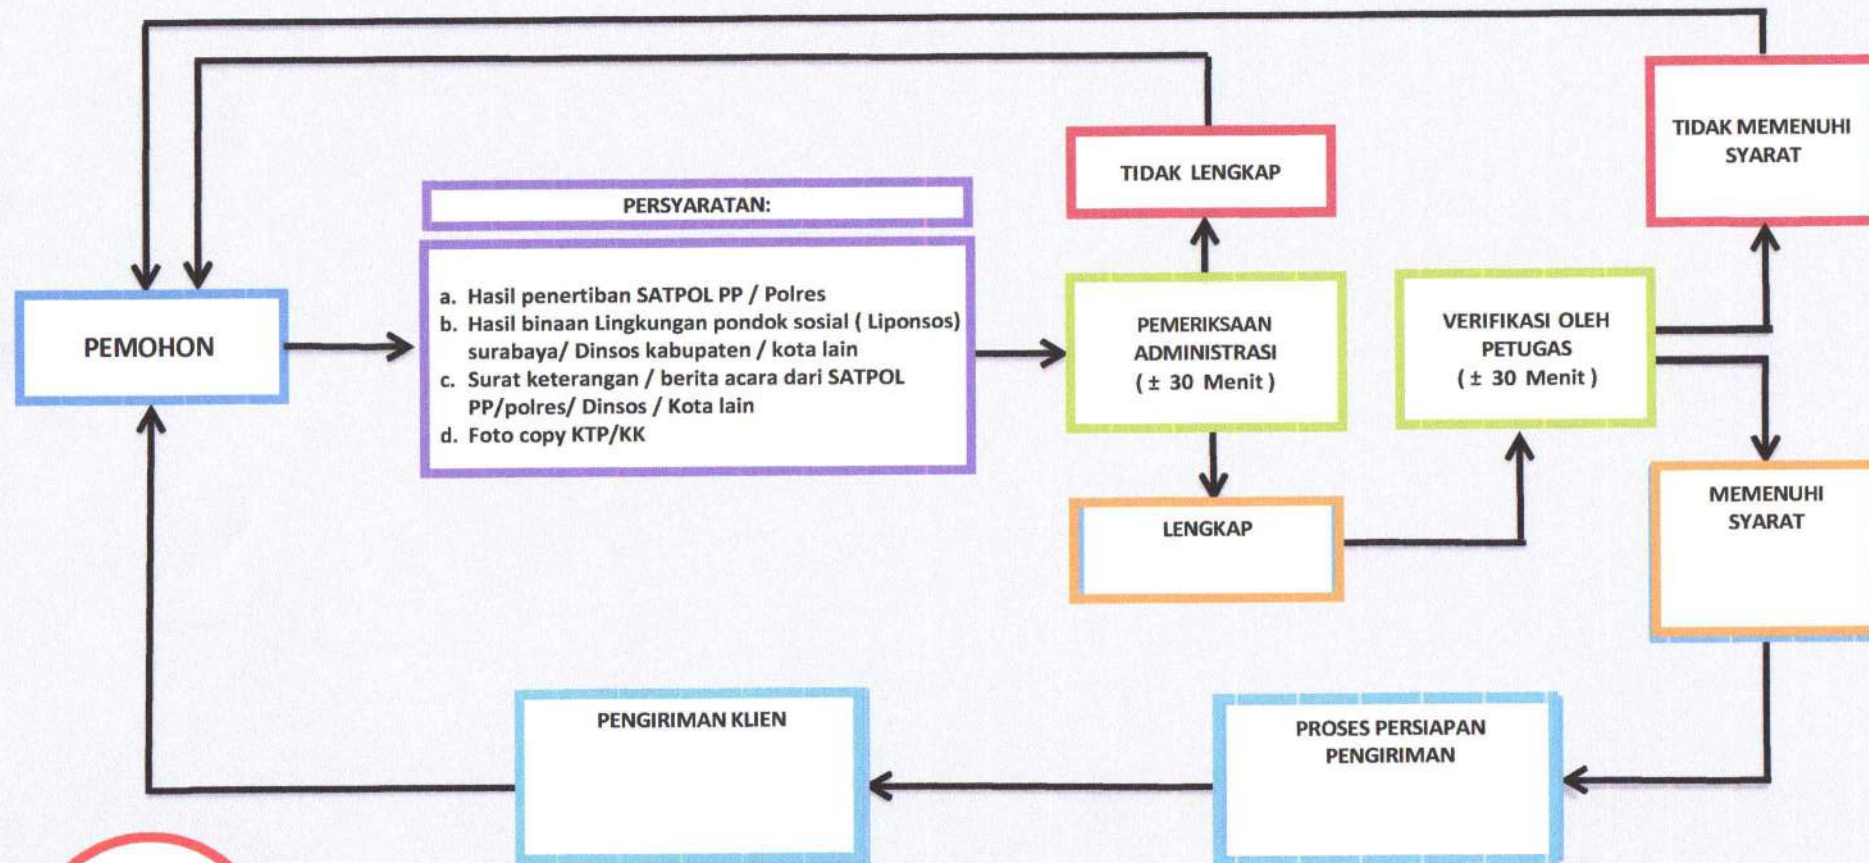 PEMOHON
PERSYARATAN:
a. Hasil penertiban SATPOL PP / Polres
b. Hasil binaan Lingkungan pondok sosial ( Liponsos)
surabaya/ Dinsos kabupaten / kota lain
c. Surat keterangan / berita acara dari SATPOL
PP/polres/ Dinsos / Kota lain
d. Foto copy KTP/KK
TIDAK LENGKAP
PEMERIKSAAN
ADMINISTRASI
( ± 30 Menit )
LENGKAP
VERIFIKASI OLEH
PETUGAS
( ± 30 Menit )
TIDAK MEMENUHI
SYARAT
MEMENUHI
SYARAT
PROSES PERSIAPAN
PENGIRIMAN
PENGIRIMAN KLIEN